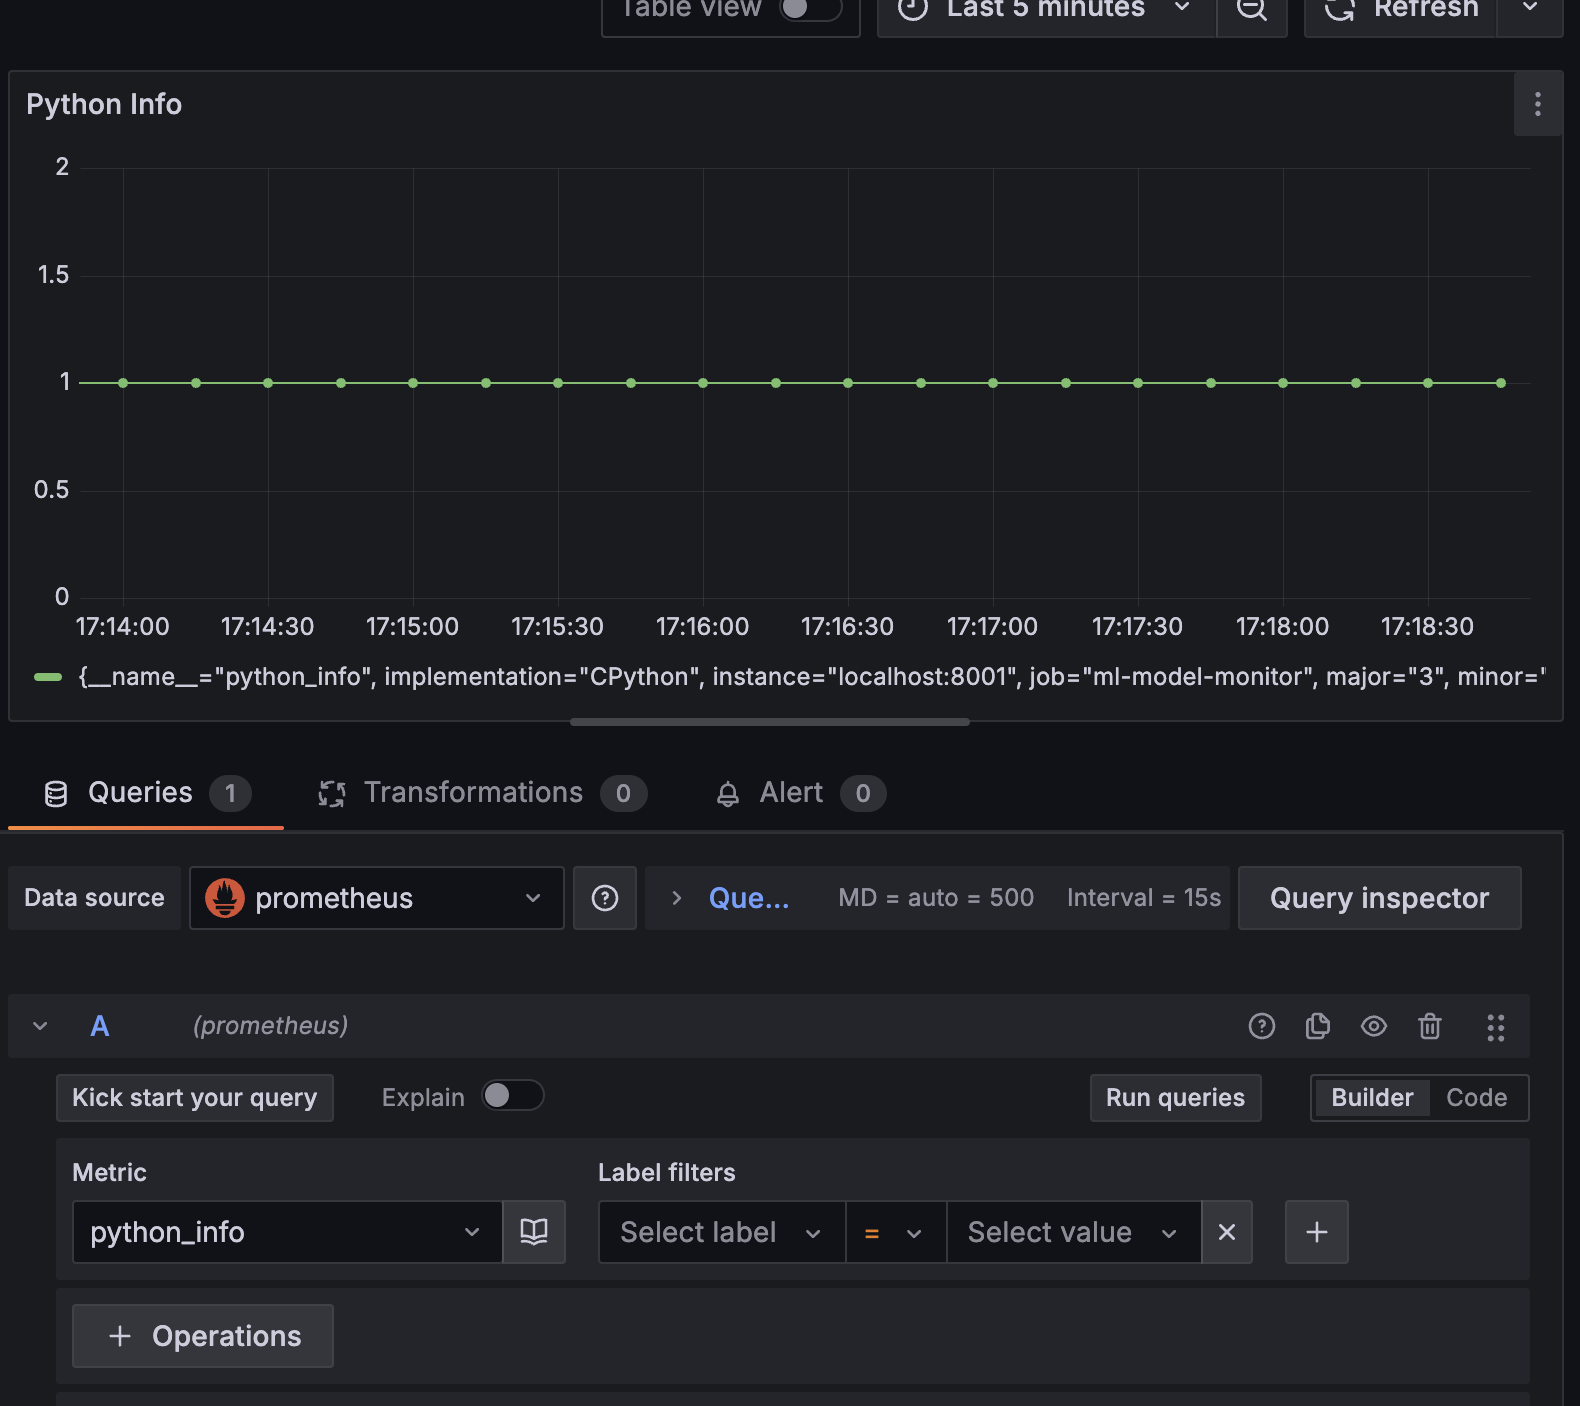 Table view Last 5 minutes Refresh
Python Info
2
1.5
1
0.5
0
17:14:00 17:14:30 17:15:00 17:15:30 17:16:00 17:16:30 17:17:00 17:17:30 17:18:00 17:18:30
{__name__="python_info", implementation="CPython", instance="localhost:8001", job="ml-model-monitor", major="3", minor="
Queries 1 Transformations 0 Alert 0
Data source prometheus Que... MD = auto = 500 Interval = 15s Query inspector
A (prometheus)
Kick start your query Explain Run queries Builder Code
Metric Label filters
python_info Select label = Select value
+ Operations